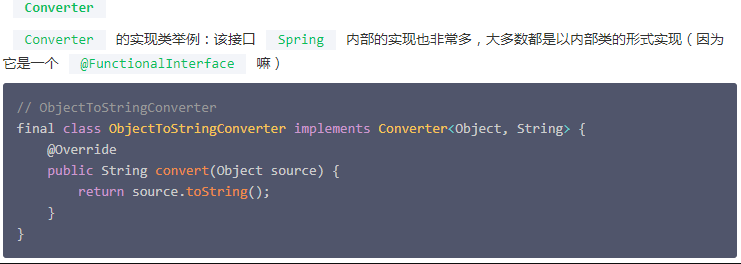 Converter
Converter 的实现类举例：该接口 Spring 内部的实现也非常多，大多数都是以内部类的形式实现（因为
它是一个 @FunctionalInterface 嘛）
// ObjectToStringConverter
final class ObjectToStringConverter implements Converter<Object, String> {
    @Override
    public String convert(Object source) {
        return source.toString();
    }
}